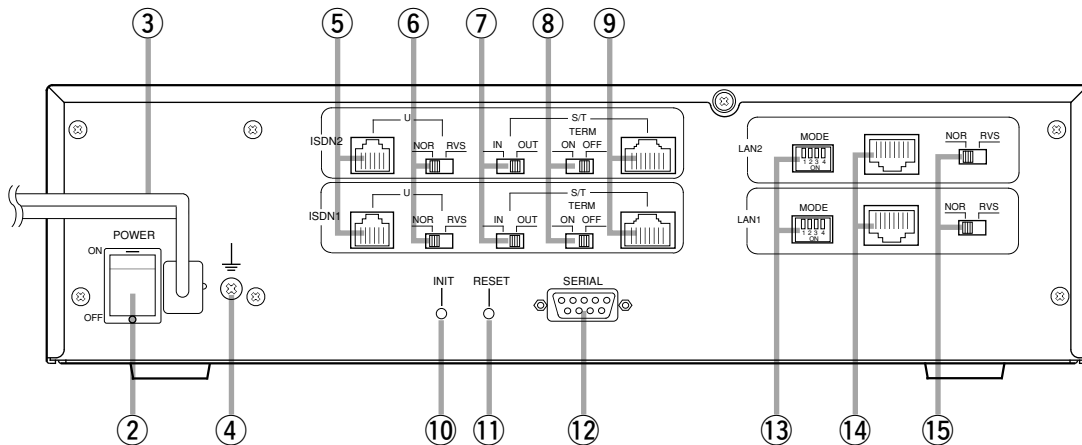 ③ ⑤ ⑥ ⑦ ⑧ ⑨
ISDN2 U NOR RVS IN OUT S/T TERM ON OFF
LAN2 MODE 1 2 3 4 ON NOR RVS
ISDN1 U NOR RVS IN OUT S/T TERM ON OFF
LAN1 MODE 1 2 3 4 ON NOR RVS
POWER
ON
OFF
INIT RESET SERIAL
② ④ ⑩ ⑪ ⑫ ⑬ ⑭ ⑮